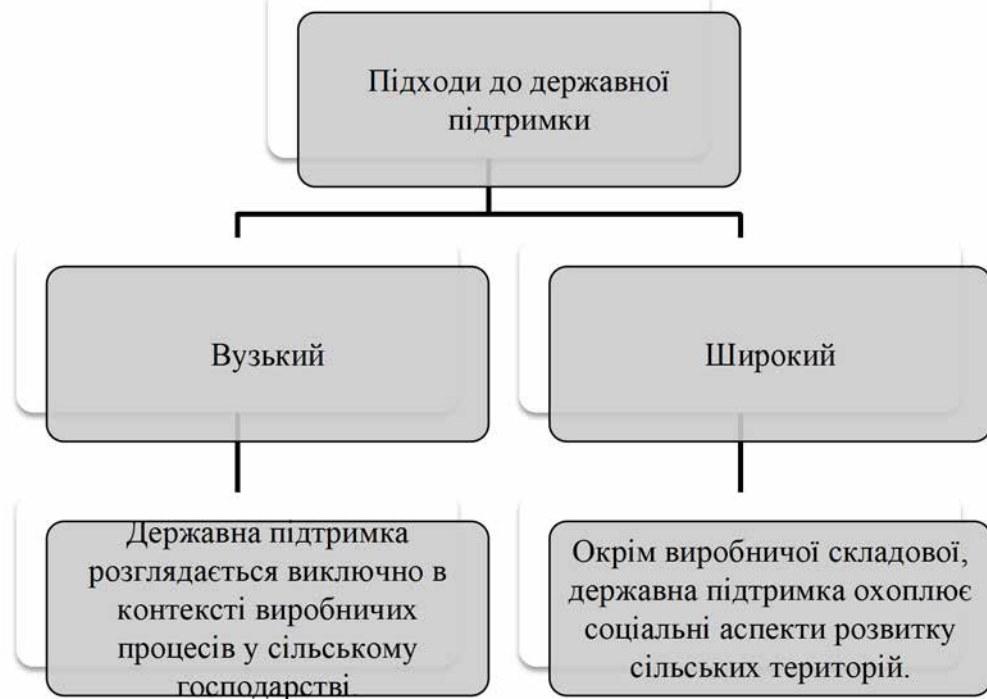 Підходи до державної
підтримки
Вузький
Широкий
Державна підтримка
розглядається виключно в
контексті виробничих
процесів у сільському
господарстві.
Окрім виробничої складової,
державна підтримка охоплює
соціальні аспекти розвитку
сільських територій.